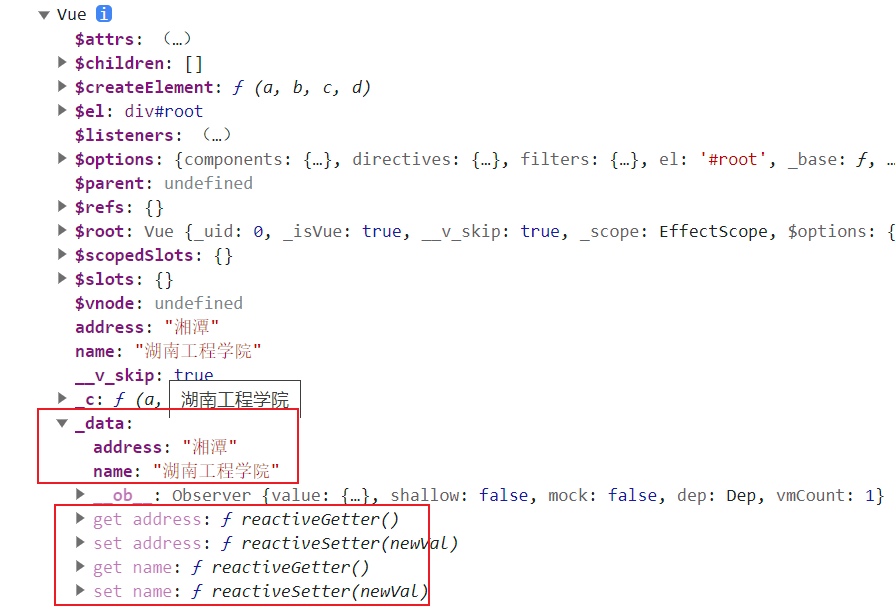 Vue i
$attrs: (…)
$children: []
$createElement: ƒ (a, b, c, d)
$el: div#root
$listeners: (…)
$options: {components: {…}, directives: {…}, filters: {…}, el: '#root', _base: ƒ, …
$parent: undefined
$refs: {}
$root: Vue {_uid: 0, _isVue: true, __v_skip: true, _scope: EffectScope, $options: {
$scopedSlots: {}
$slots: {}
$vnode: undefined
address: "湘潭"
name: "湖南工程学院"
__v_skip: true
_c: ƒ (a,
湖南工程学院
_data:
address: "湘潭"
name: "湖南工程学院"
__ob__: Observer {value: {…}, shallow: false, mock: false, dep: Dep, vmCount: 1}
get address: ƒ reactiveGetter()
set address: ƒ reactiveSetter(newVal)
get name: ƒ reactiveGetter()
set name: ƒ reactiveSetter(newVal)